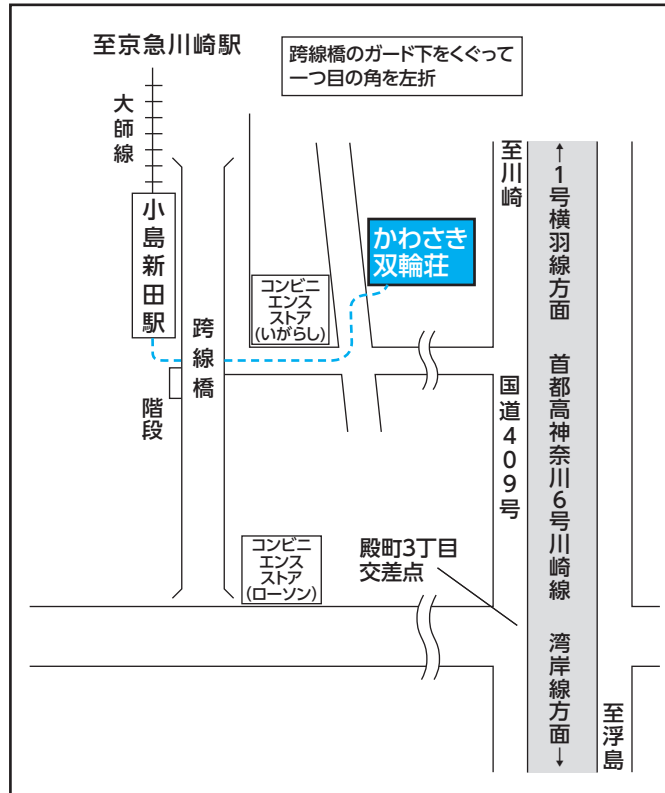 至京急川崎駅
跨線橋のガード下をくぐって
一つ目の角を左折
大師線
小島新田駅
跨線橋
階段
コンビニ
エンス
ストア
(いがらし)
かわさき
双輪荘
至川崎
←1号横羽線方面
首都高神奈川6号川崎線
湾岸線方面→
国道409号
コンビニ
エンス
ストア
(ローソン)
殿町3丁目
交差点
至浮島